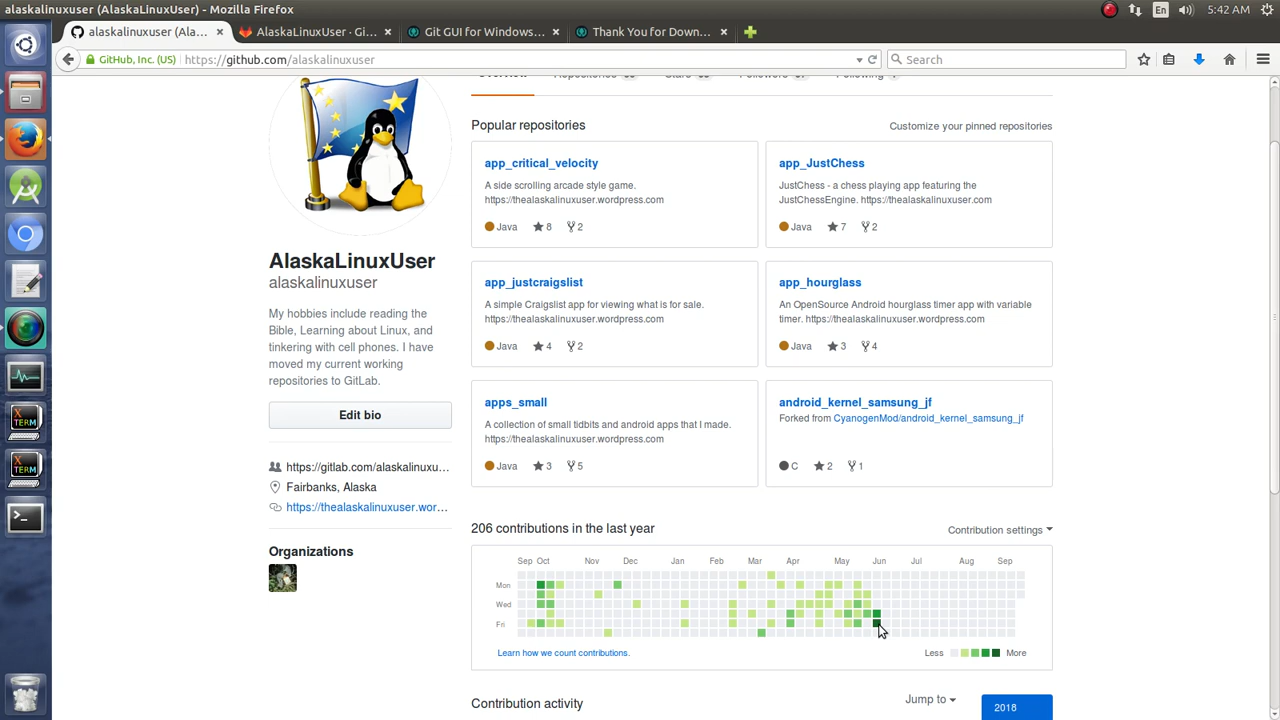 alaskalinuxuser (AlaskaLinuxUser) - Mozilla Firefox
En
5:42 AM
alaskalinuxuser (Ala... ×
AlaskaLinuxUser · Gi... ×
Git GUI for Windows... ×
Thank You for Down... ×
GitHub, Inc. (US)
https://github.com/alaskalinuxuser
Search
Overview
Repositories
Stars
Followers
Following
Popular repositories
Customize your pinned repositories
app_critical_velocity
A side scrolling arcade style game.
https://thealaskalinuxuser.wordpress.com
Java 8 2
app_JustChess
JustChess - a chess playing app featuring the
JustChessEngine. https://thealaskalinuxuser.wordpress.com
Java 7 2
AlaskaLinuxUser
alaskalinuxuser
My hobbies include reading the
Bible, Learning about Linux, and
tinkering with cell phones. I have
moved my current working
repositories to GitLab.
Edit bio
https://gitlab.com/alaskalinuxu...
Fairbanks, Alaska
https://thealaskalinuxuser.wor...
Organizations
app_justcraigslist
A simple Craigslist app for viewing what is for sale.
https://thealaskalinuxuser.wordpress.com
Java 4 2
app_hourglass
An OpenSource Android hourglass timer app with variable
timer. https://thealaskalinuxuser.wordpress.com
Java 3 4
apps_small
A collection of small tidbits and android apps that I made.
https://thealaskalinuxuser.wordpress.com
Java 3 5
android_kernel_samsung_jf
Forked from CyanogenMod/android_kernel_samsung_jf
C 2 1
206 contributions in the last year
Contribution settings
Sep Oct Nov Dec Jan Feb Mar Apr May Jun Jul Aug Sep
Mon
Wed
Fri
Learn how we count contributions.
Less More
Contribution activity
Jump to
2018
X
TERM
X
TERM